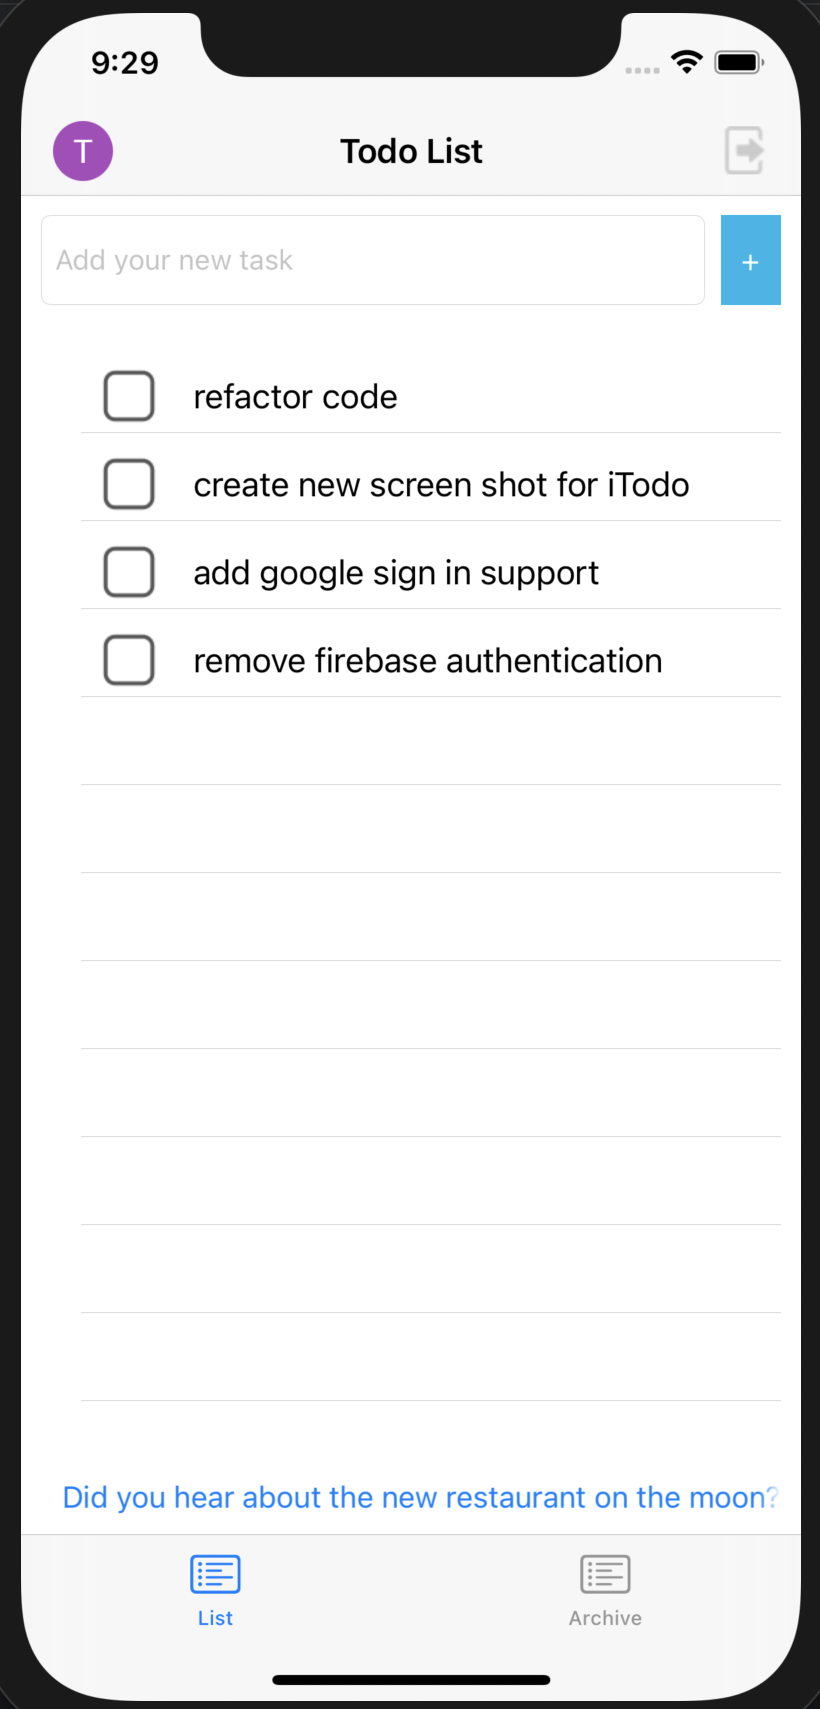 9:29
T
Todo List
Add your new task
+
refactor code
create new screen shot for iTodo
add google sign in support
remove firebase authentication
Did you hear about the new restaurant on the moon?
List
Archive